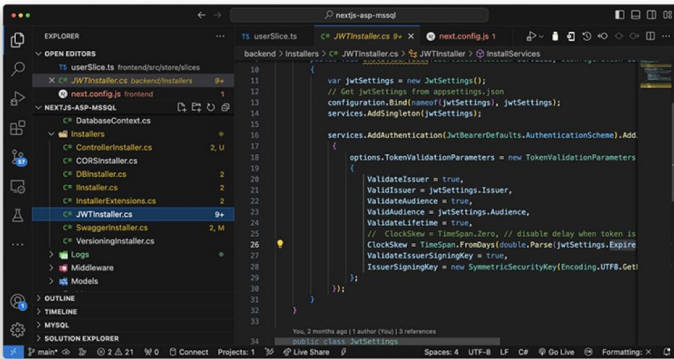 nextjs-asp-mssql
EXPLORER
OPEN EDITORS
TS userSlice.ts frontend/src/store/slices
C# JWTInstaller.cs backend/Installers 9+
next.config.js frontend 1
NEXTJS-ASP-MSSQL
C# DatabaseContext.cs
Installers
C# ControllerInstaller.cs 2, U
C# CORSInstaller.cs
C# DBInstaller.cs 2
C# IInstaller.cs 2
C# InstallerExtensions.cs 2
C# JWTInstaller.cs 9+
C# SwaggerInstaller.cs 2, M
C# VersioningInstaller.cs
Logs
Middleware
Models
OUTLINE
TIMELINE
MYSQL
SOLUTION EXPLORER
57
1
TS userSlice.ts
C# JWTInstaller.cs 9+
next.config.js 1
backend > Installers > C# JWTInstaller.cs > JWTInstaller > InstallServices
10 {
11 var jwtSettings = new JwtSettings();
12 // Get jwtSettings from appsettings.json
13 configuration.Bind(nameof(jwtSettings), jwtSettings);
14 services.AddSingleton(jwtSettings);
15
16 services.AddAuthentication(JwtBearerDefaults.AuthenticationScheme).Add.
17 {
18 options.TokenValidationParameters = new TokenValidationParameters
19 {
20 ValidateIssuer = true,
21 ValidIssuer = jwtSettings.Issuer,
22 ValidateAudience = true,
23 ValidAudience = jwtSettings.Audience,
24 ValidateLifetime = true,
25 // ClockSkew = TimeSpan.Zero, // disable delay when token is
26 ClockSkew = TimeSpan.FromDays(double.Parse(jwtSettings.Expire
27 ValidateIssuerSigningKey = true,
28 IssuerSigningKey = new SymmetricSecurityKey(Encoding.UTF8.Get
29 };
30 });
31 }
32 }
33
You, 2 months ago | 1 author (You) | 3 references
34 public class JwtSettings
main* 2 21 0 Connect Projects: 1 Live Share Spaces: 4 UTF-8 LF C# Go Live Formatting: ×